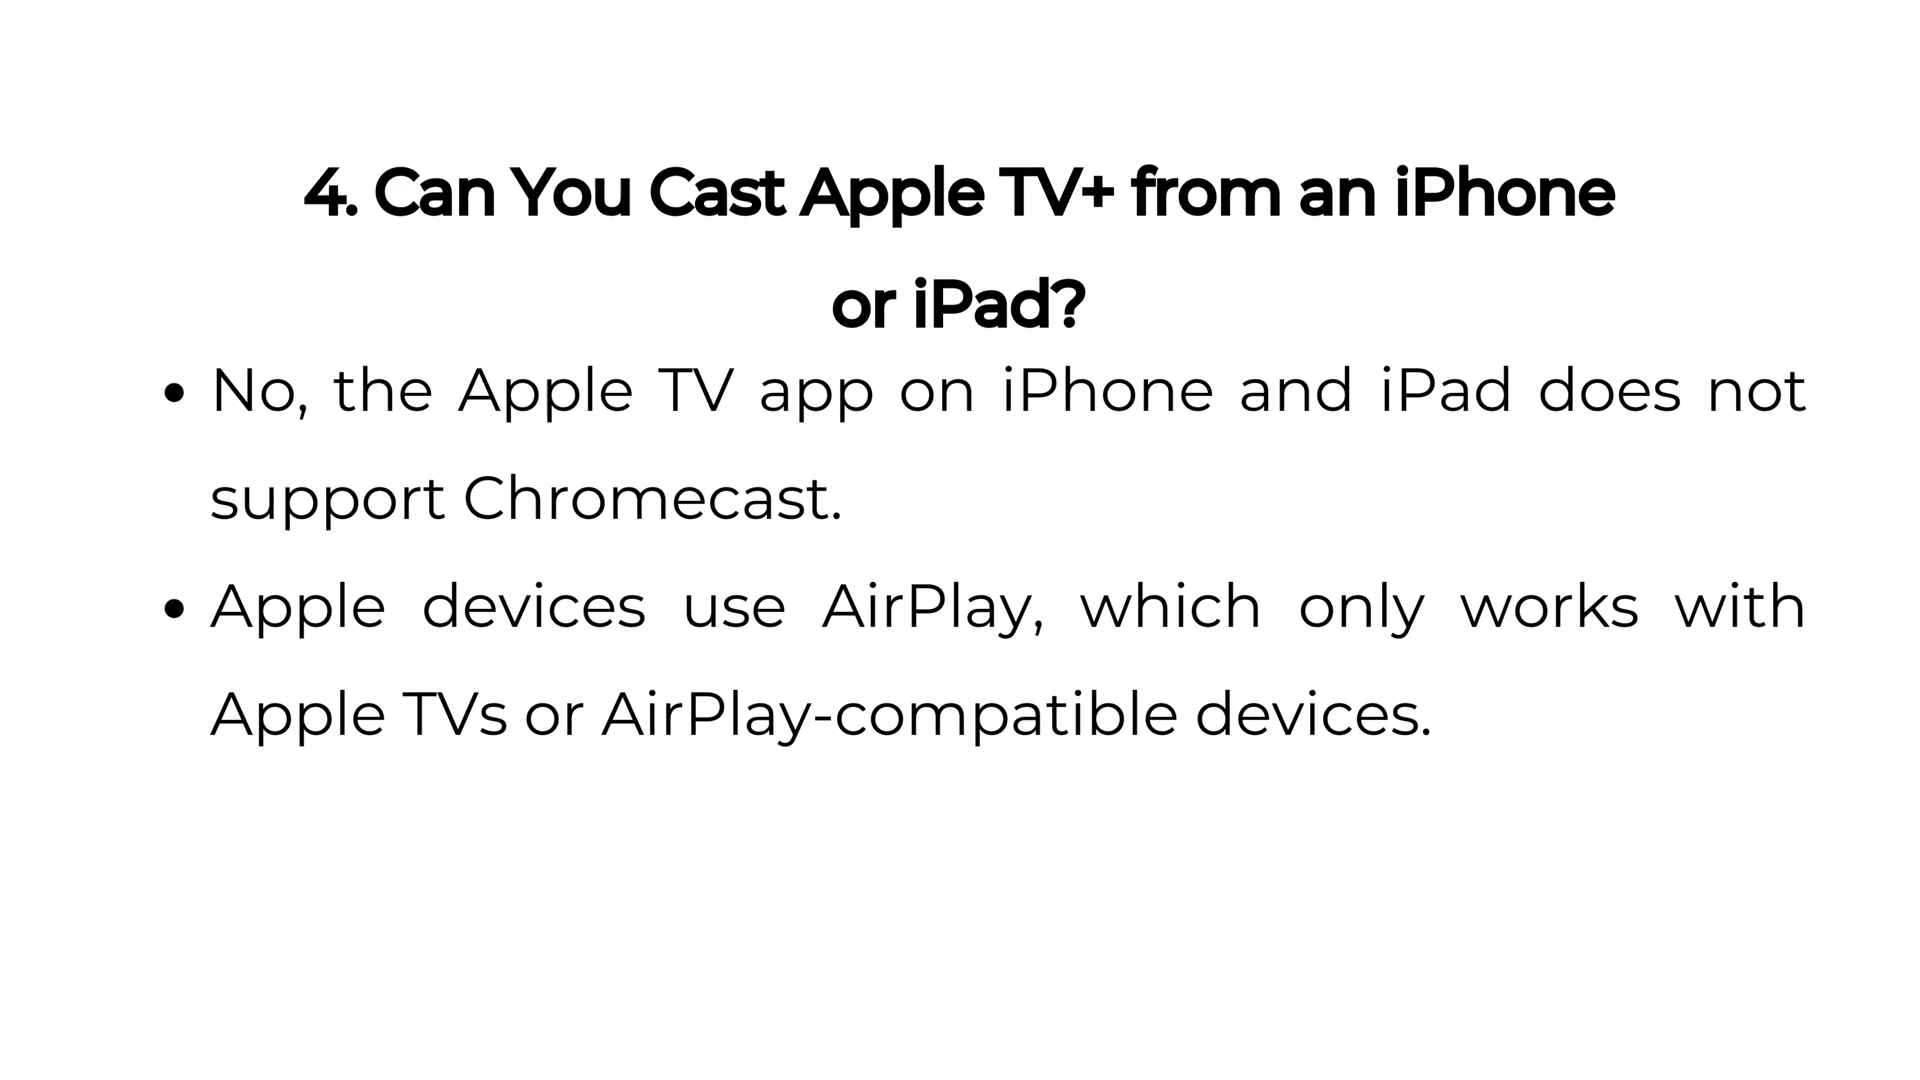 4. Can You Cast Apple TV+ from an iPhone
or iPad?
• No, the Apple TV app on iPhone and iPad does not
support Chromecast.
• Apple devices use AirPlay, which only works with
Apple TVs or AirPlay-compatible devices.